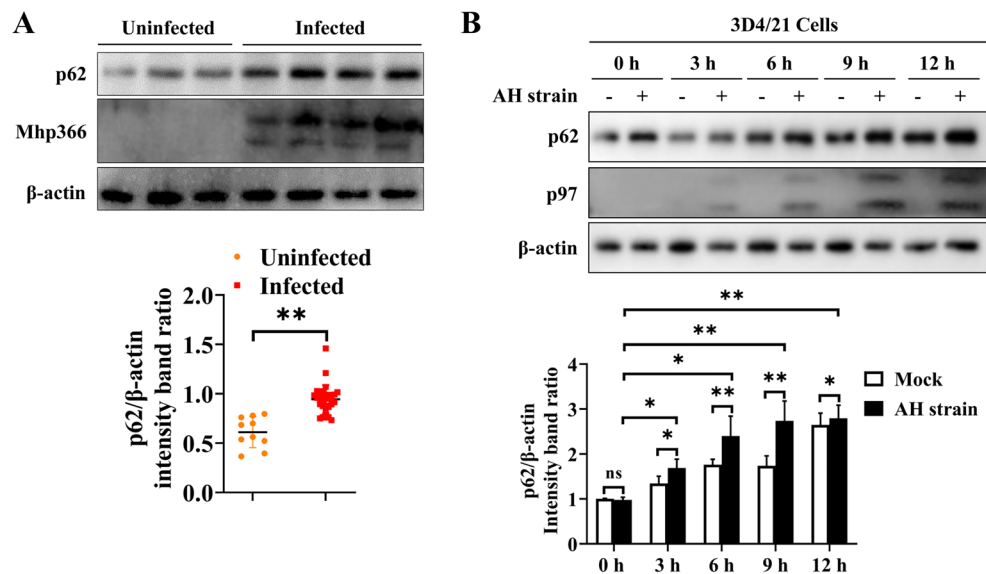 A
Uninfected Infected
p62
Mhp366
β-actin
Uninfected
Infected
p62/β-actin
intensity band ratio
2.0
1.5
1.0
0.5
0.0
**
B
3D4/21 Cells
0 h 3 h 6 h 9 h 12 h
AH strain - + - + - + - + - +
p62
p97
β-actin
p62/β-actin
Intensity band ratio
4
3
2
1
0
**
**
*
*
ns * ** ** *
Mock
AH strain
0 h 3 h 6 h 9 h 12 h